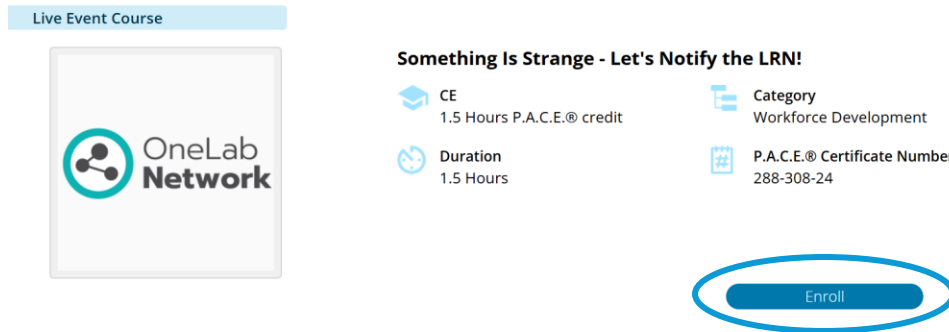 Live Event Course
OneLab
Network
Something Is Strange - Let's Notify the LRN!
CE
1.5 Hours P.A.C.E.® credit
Category
Workforce Development
Duration
1.5 Hours
P.A.C.E.® Certificate Number
288-308-24
Enroll